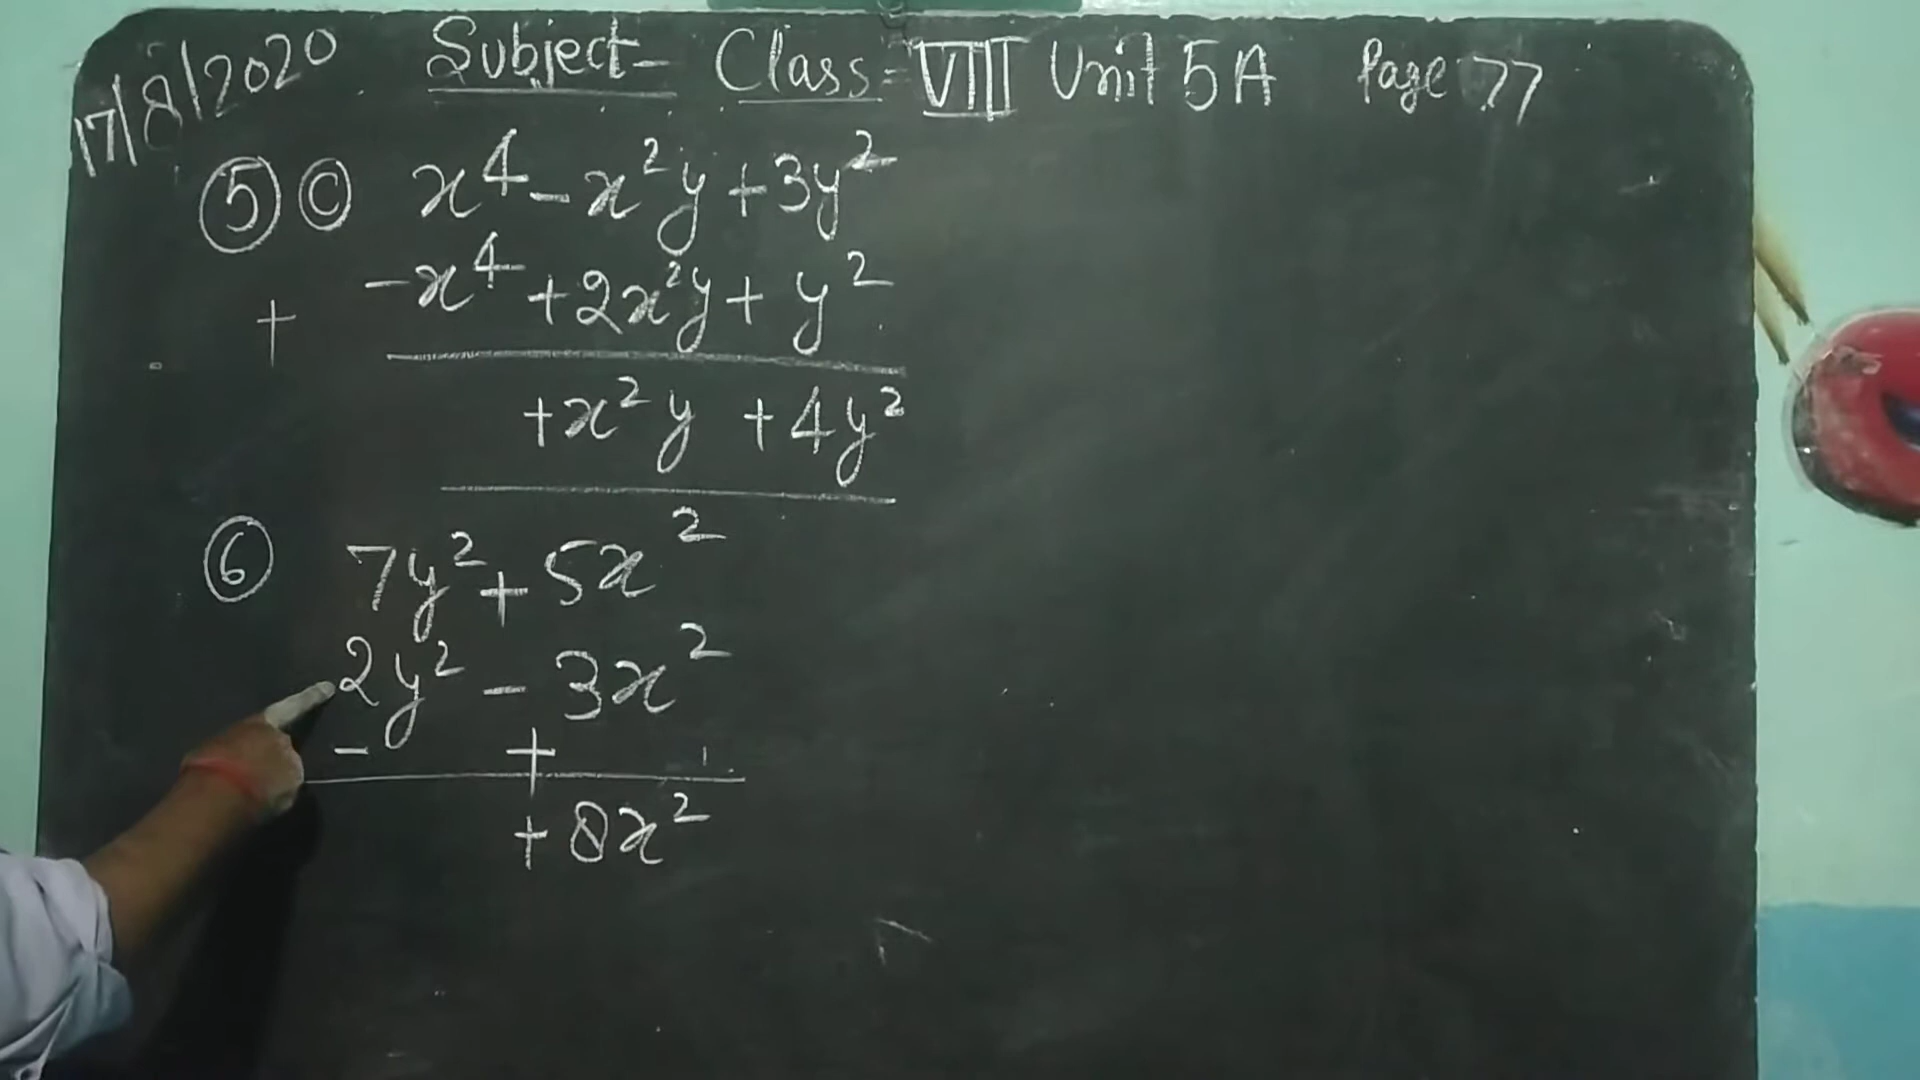 17/8/2020 Subject- Class- VIII Unit 5A Page 77
⑤ ⓒ x⁴ - x²y + 3y²
+ -x⁴ + 2x²y + y²
+x²y +4y²
⑥ 7y² + 5x²
2y² - 3x²
- +
+ 8x²